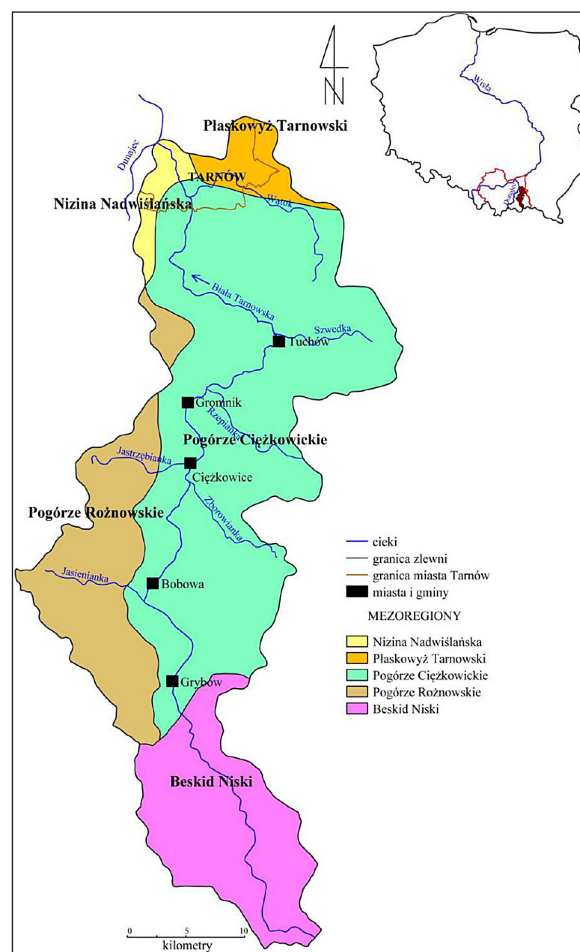 N
Wisła
Dunajec
Płaskowyż Tarnowski
Dunajec
TARNÓW
Nizina Nadwiślańska
Wątok
Biała Tarnowska
Szwedka
Tuchów
Gromnik
Rzepianka
Pogórze Ciężkowickie
Jastrzębianka
Ciężkowice
Zborowianka
Pogórze Rożnowskie
Jasienianka
Bobowa
Grybów
Beskid Niski
cieki
granica zlewni
granica miasta Tarnów
miasta i gminy
MEZOREGIONY
Nizina Nadwiślańska
Płaskowyż Tarnowski
Pogórze Ciężkowickie
Pogórze Rożnowskie
Beskid Niski
0 5 10
kilometry